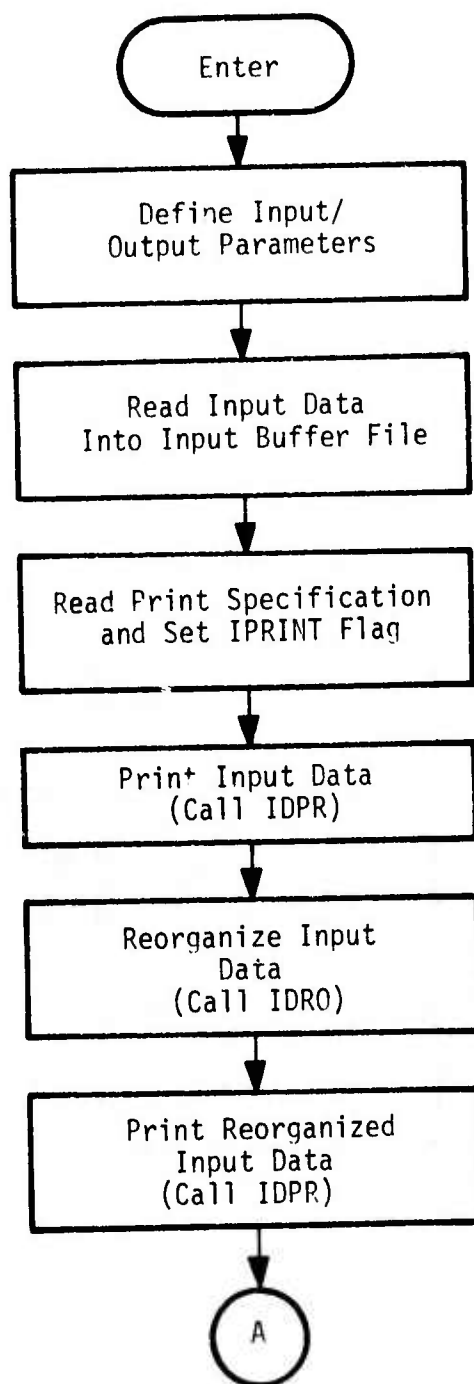 Enter
Define Input/
Output Parameters
Read Input Data
Into Input Buffer File
Read Print Specification
and Set IPRINT Flag
Print Input Data
(Call IDPR)
Reorganize Input
Data
(Call IDRO)
Print Reorganized
Input Data
(Call IDPR)
A